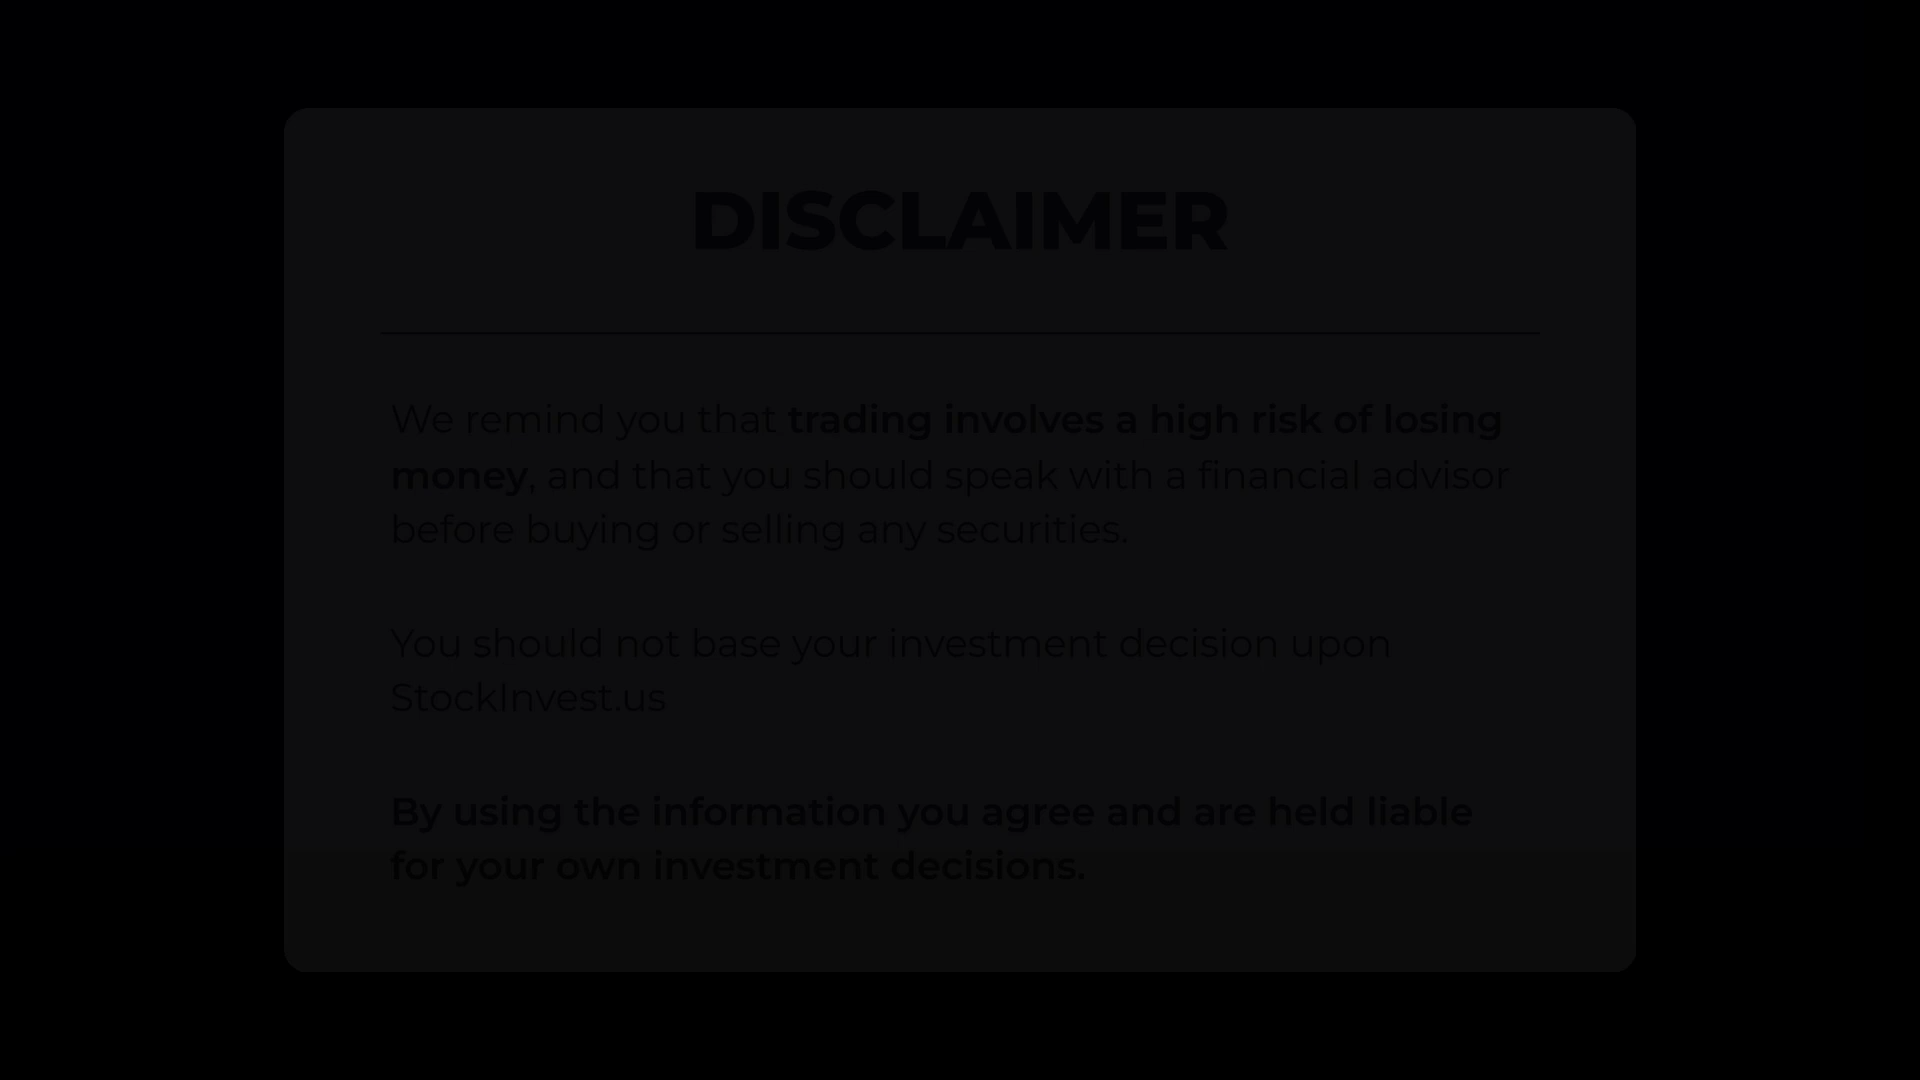 DISCLAIMER
We remind you that trading involves a high risk of losing
money, and that you should speak with a financial advisor
before buying or selling any securities.
You should not base your investment decision upon
StockInvest.us
By using the information you agree and are held liable
for your own investment decisions.